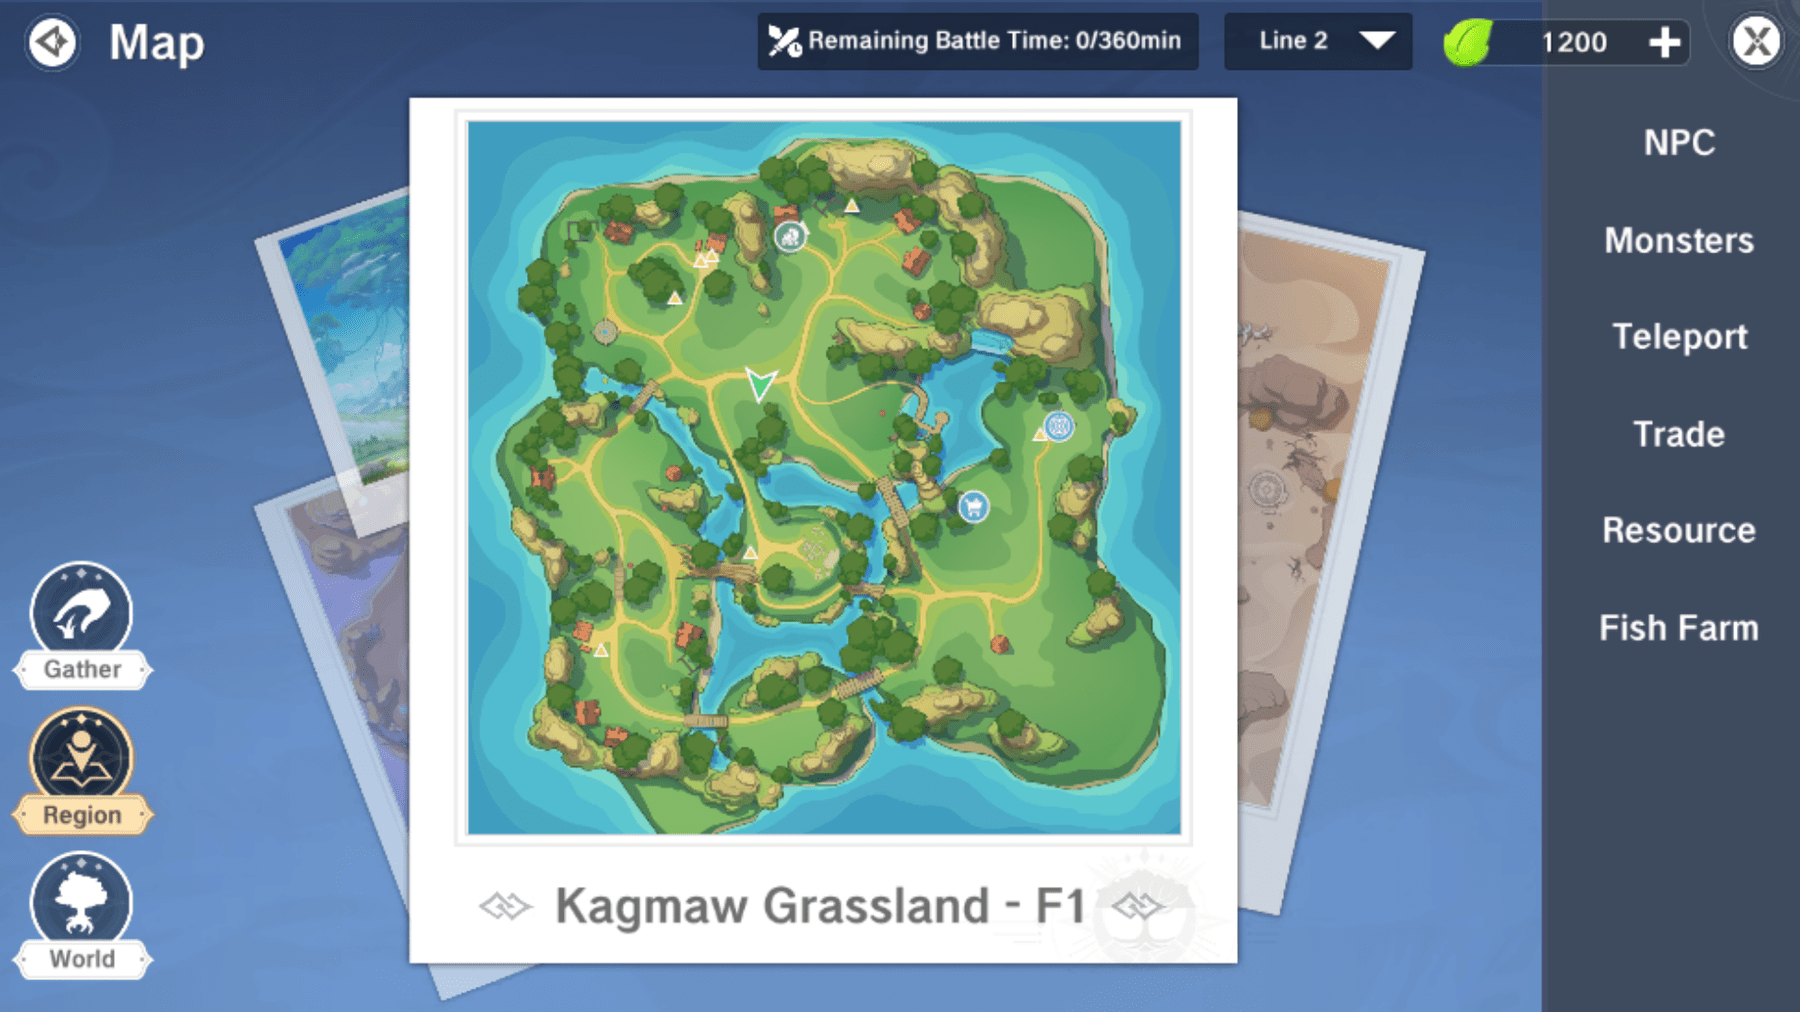 Map
Remaining Battle Time: 0/360min
Line 2
1200
NPC
Monsters
Teleport
Trade
Resource
Fish Farm
Gather
Region
World
Kagmaw Grassland - F1